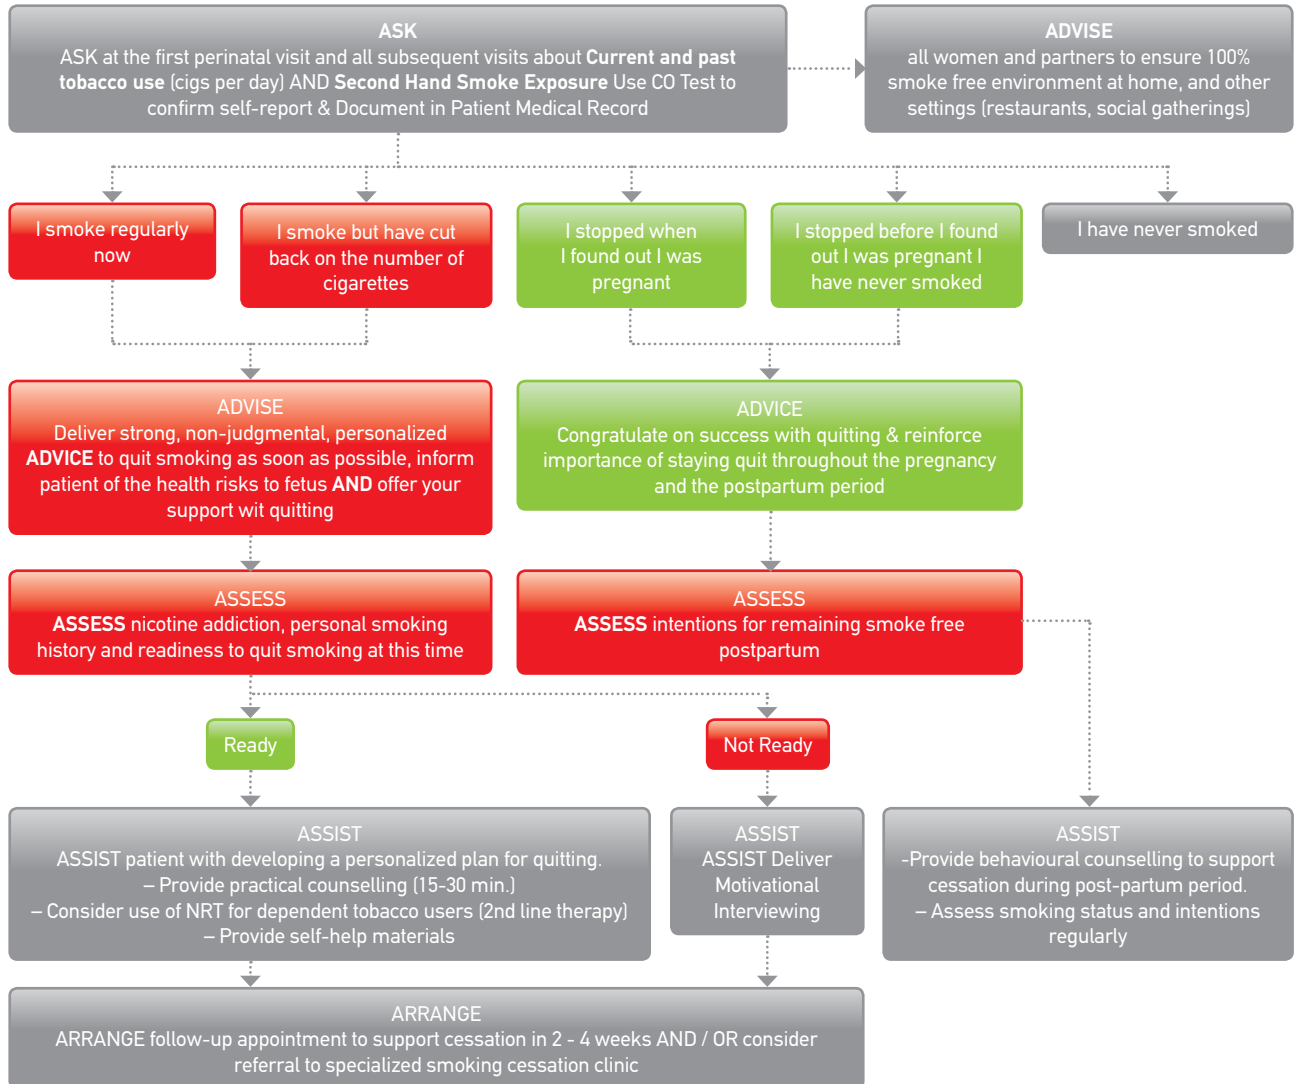 ASK
ASK at the first perinatal visit and all subsequent visits about Current and past
tobacco use (cigs per day) AND Second Hand Smoke Exposure Use CO Test to
confirm self-report & Document in Patient Medical Record
ADVISE
all women and partners to ensure 100%
smoke free environment at home, and other
settings (restaurants, social gatherings)
I smoke regularly
now
I smoke but have cut
back on the number of
cigarettes
I stopped when
I found out I was
pregnant
I stopped before I found
out I was pregnant I
have never smoked
I have never smoked
ADVISE
Deliver strong, non-judgmental, personalized
ADVICE to quit smoking as soon as possible, inform
patient of the health risks to fetus AND offer your
support wit quitting
ADVICE
Congratulate on success with quitting & reinforce
importance of staying quit throughout the pregnancy
and the postpartum period
ASSESS
ASSESS nicotine addiction, personal smoking
history and readiness to quit smoking at this time
ASSESS
ASSESS intentions for remaining smoke free
postpartum
Ready
Not Ready
ASSIST
ASSIST patient with developing a personalized plan for quitting.
– Provide practical counselling (15-30 min.)
– Consider use of NRT for dependent tobacco users (2nd line therapy)
– Provide self-help materials
ASSIST
ASSIST Deliver
Motivational
Interviewing
ASSIST
-Provide behavioural counselling to support
cessation during post-partum period.
– Assess smoking status and intentions
regularly
ARRANGE
ARRANGE follow-up appointment to support cessation in 2 - 4 weeks AND / OR consider
referral to specialized smoking cessation clinic